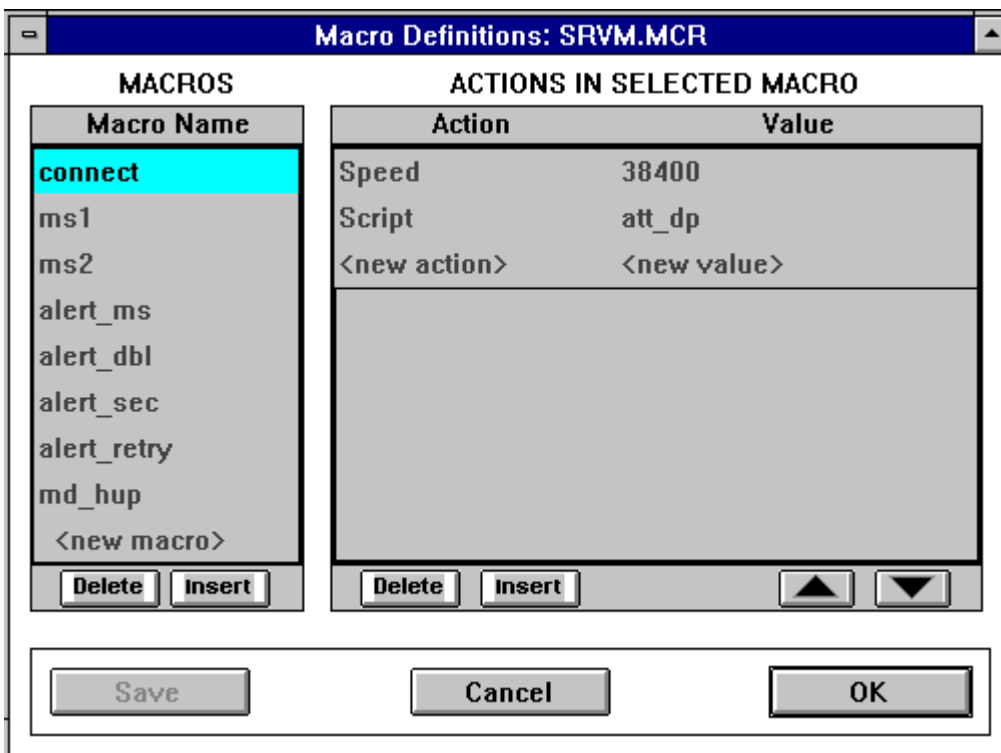 Macro Definitions: SRVM.MCR
MACROS
ACTIONS IN SELECTED MACRO
Macro Name
Action Value
connect
ms1
ms2
alert_ms
alert_dbl
alert_sec
alert_retry
md_hup
<new macro>
Speed 38400
Script att_dp
<new action> <new value>
Delete Insert
Delete Insert
Save Cancel OK